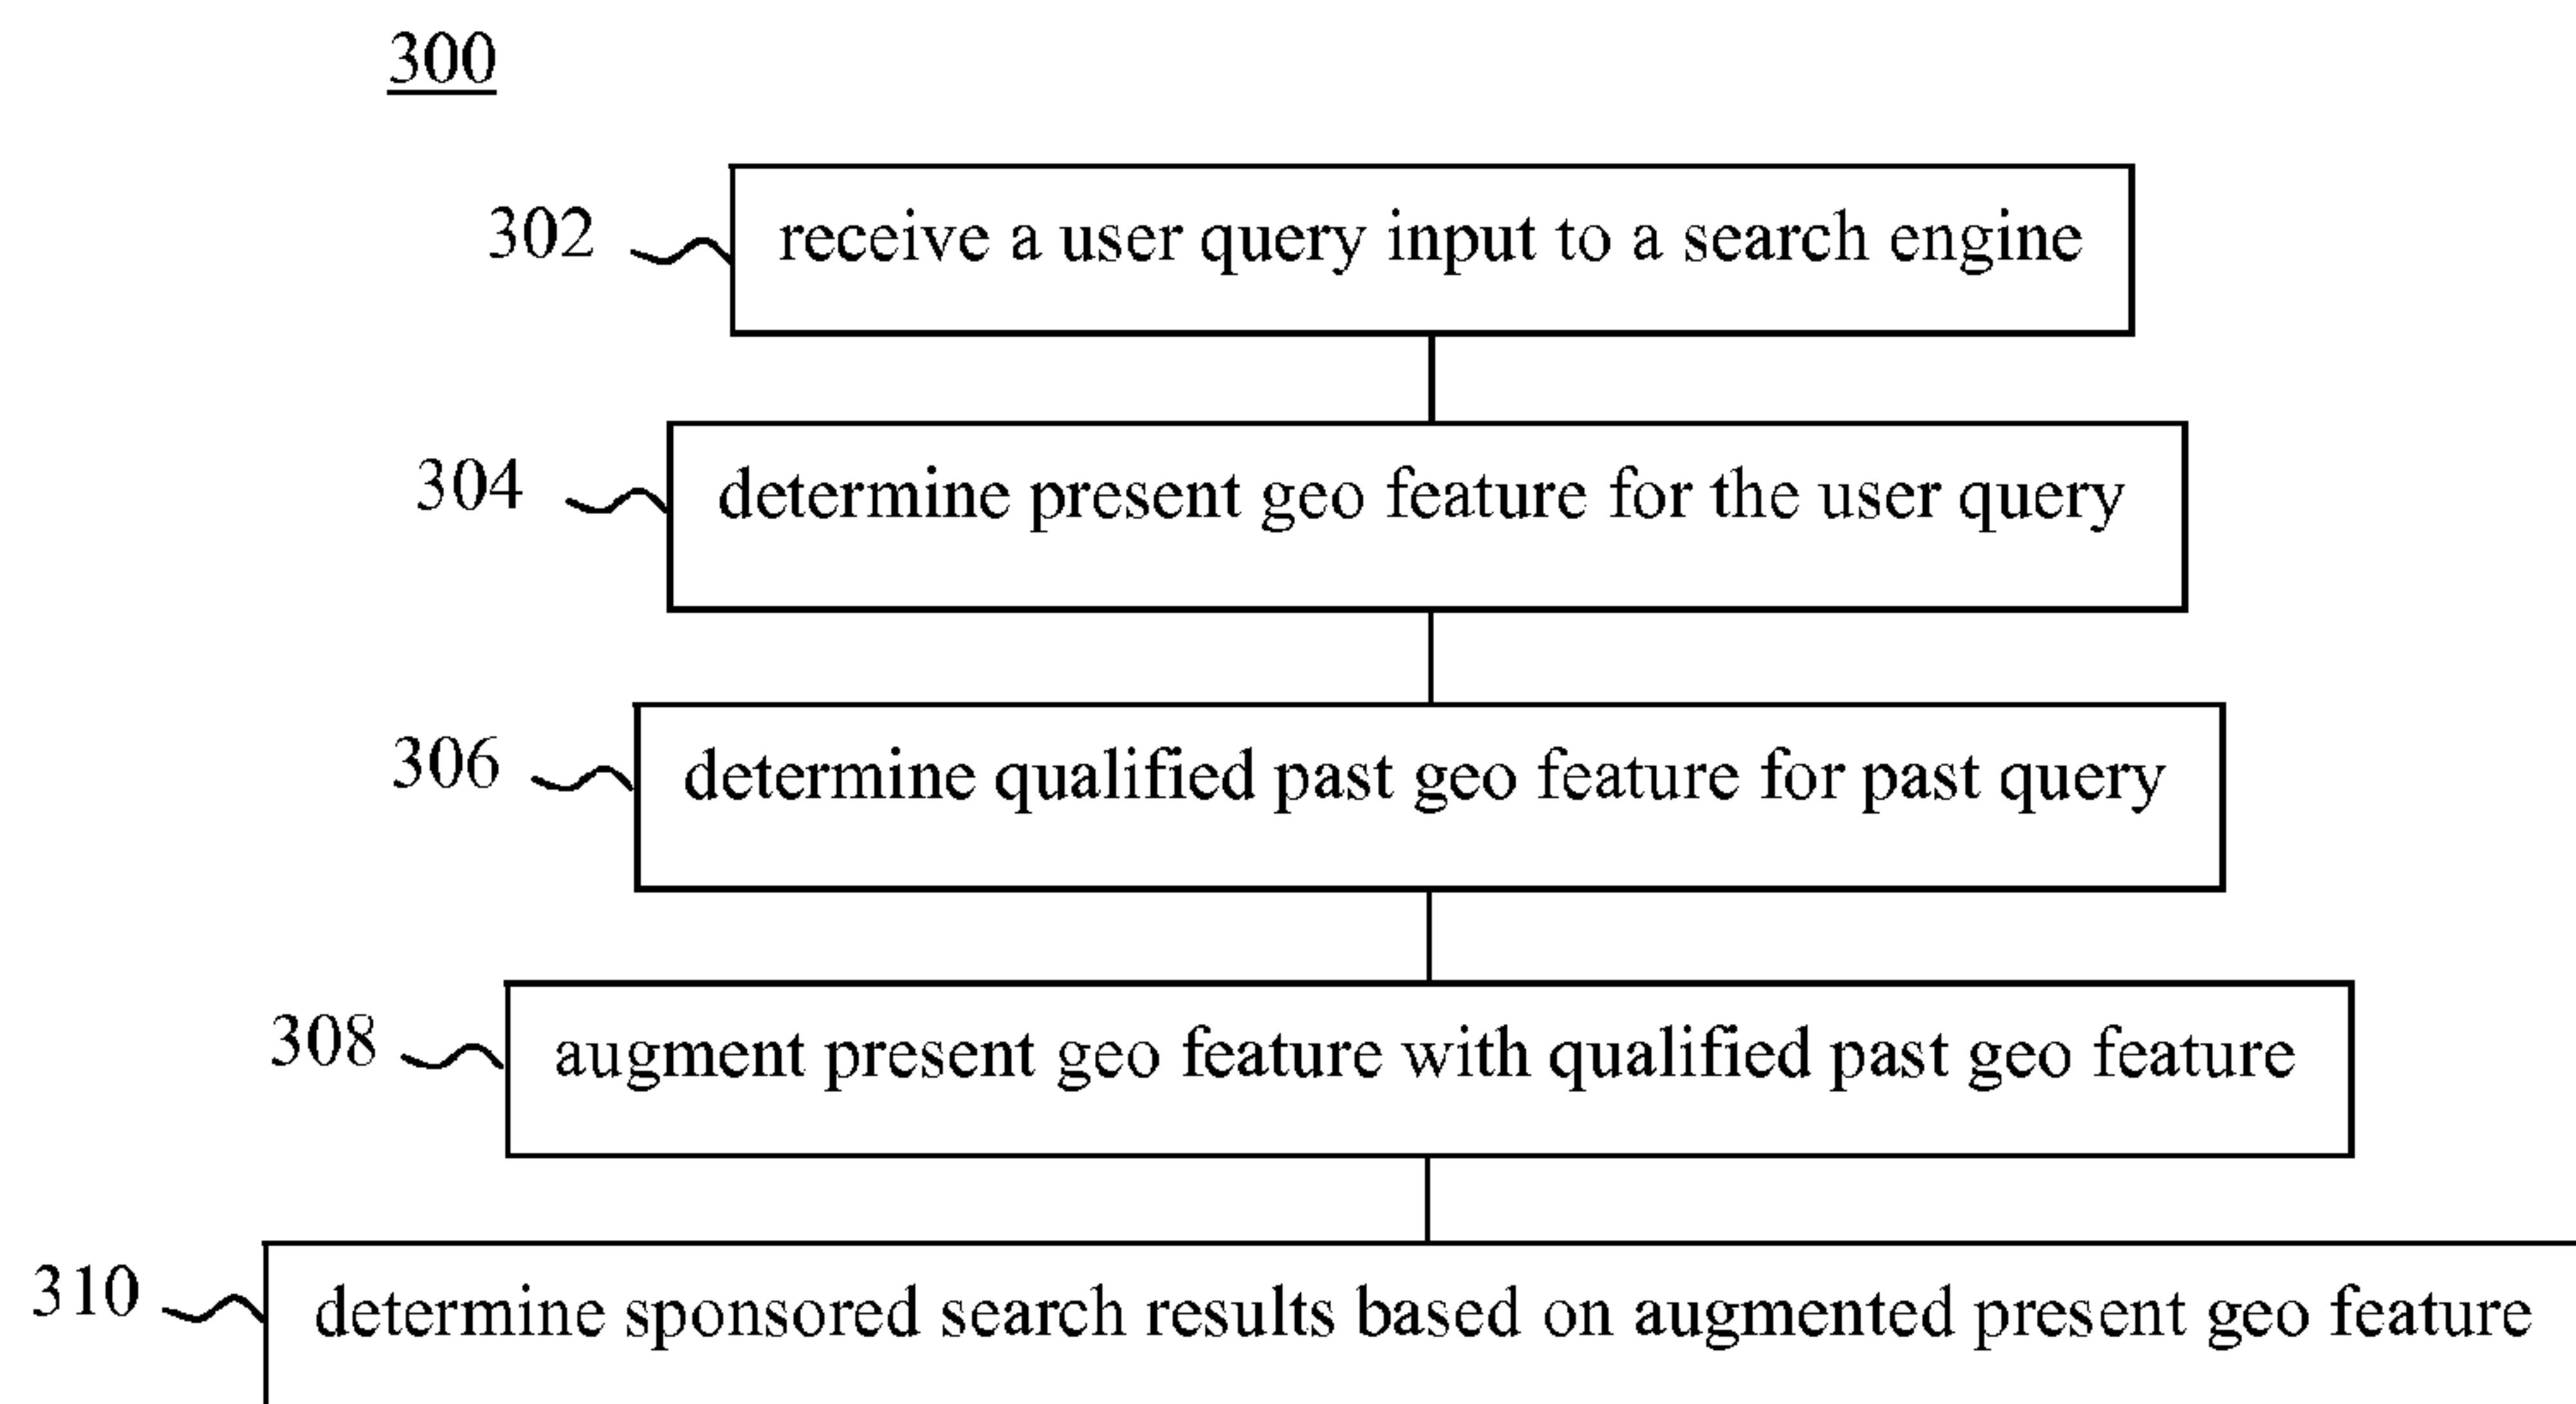 300
302 receive a user query input to a search engine
304 determine present geo feature for the user query
306 determine qualified past geo feature for past query
308 augment present geo feature with qualified past geo feature
310 determine sponsored search results based on augmented present geo feature